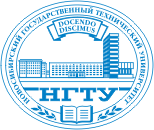 НОВОСИБИРСКИЙ ГОСУДАРСТВЕННЫЙ ТЕХНИЧЕСКИЙ УНИВЕРСИТЕТ
DOCENDO
DISCIMUS
НГТУ